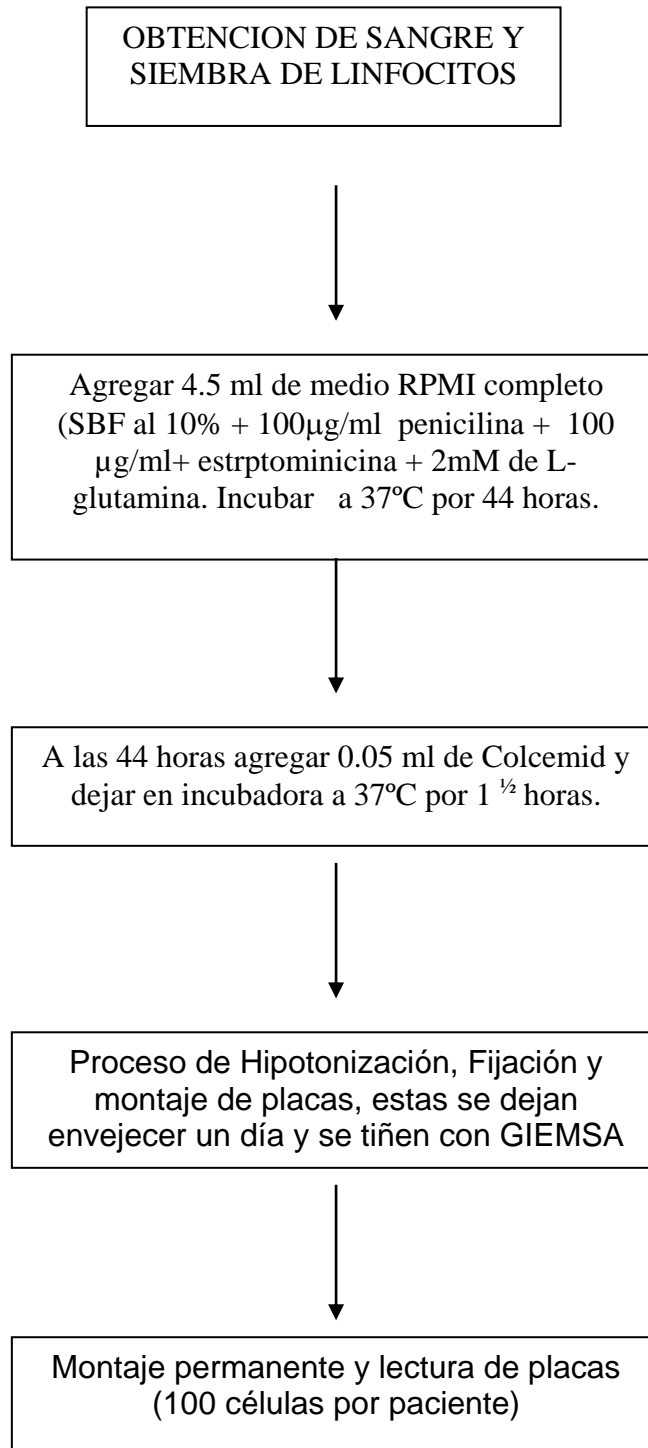 OBTENCION DE SANGRE Y
SIEMBRA DE LINFOCITOS
Agregar 4.5 ml de medio RPMI completo
(SBF al 10% + 100µg/ml penicilina + 100
µg/ml+ estrptominicina + 2mM de L-
glutamina. Incubar a 37ºC por 44 horas.
A las 44 horas agregar 0.05 ml de Colcemid y
dejar en incubadora a 37ºC por 1 ½ horas.
Proceso de Hipotonización, Fijación y
montaje de placas, estas se dejan
envejecer un día y se tiñen con GIEMSA
Montaje permanente y lectura de placas
(100 células por paciente)